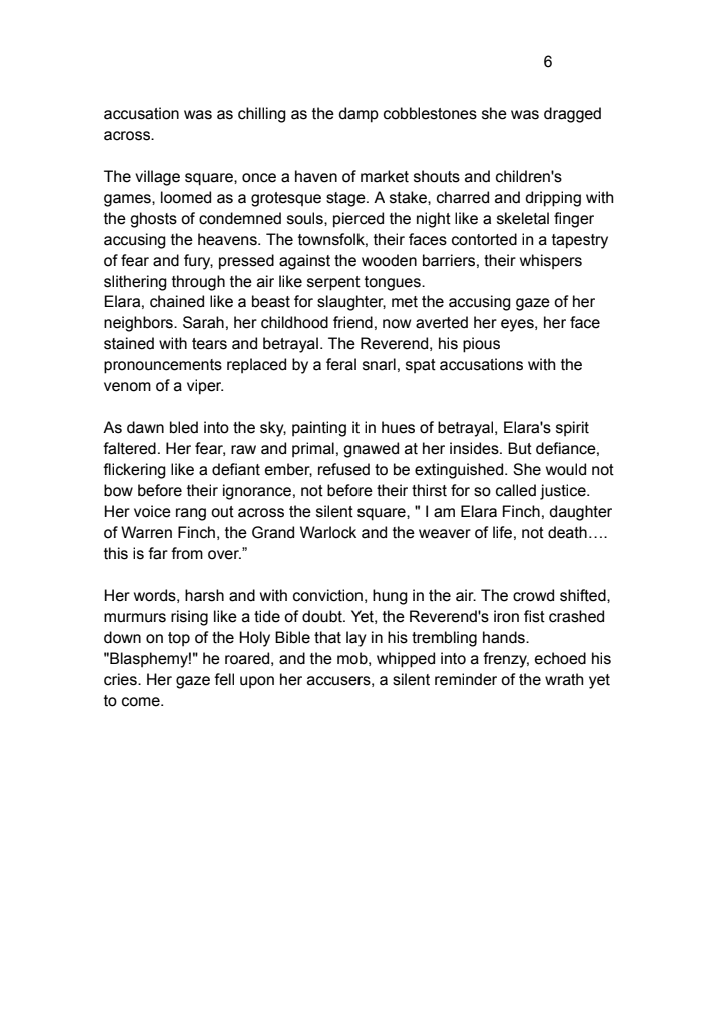 6
accusation was as chilling as the damp cobblestones she was dragged
across.
The village square, once a haven of market shouts and children's
games, loomed as a grotesque stage. A stake, charred and dripping with
the ghosts of condemned souls, pierced the night like a skeletal finger
accusing the heavens. The townsfolk, their faces contorted in a tapestry
of fear and fury, pressed against the wooden barriers, their whispers
slithering through the air like serpent tongues.
Elara, chained like a beast for slaughter, met the accusing gaze of her
neighbors. Sarah, her childhood friend, now averted her eyes, her face
stained with tears and betrayal. The Reverend, his pious
pronouncements replaced by a feral snarl, spat accusations with the
venom of a viper.
As dawn bled into the sky, painting it in hues of betrayal, Elara's spirit
faltered. Her fear, raw and primal, gnawed at her insides. But defiance,
flickering like a defiant ember, refused to be extinguished. She would not
bow before their ignorance, not before their thirst for so called justice.
Her voice rang out across the silent square, " I am Elara Finch, daughter
of Warren Finch, the Grand Warlock and the weaver of life, not death….
this is far from over.”
Her words, harsh and with conviction, hung in the air. The crowd shifted,
murmurs rising like a tide of doubt. Yet, the Reverend's iron fist crashed
down on top of the Holy Bible that lay in his trembling hands.
"Blasphemy!" he roared, and the mob, whipped into a frenzy, echoed his
cries. Her gaze fell upon her accusers, a silent reminder of the wrath yet
to come.